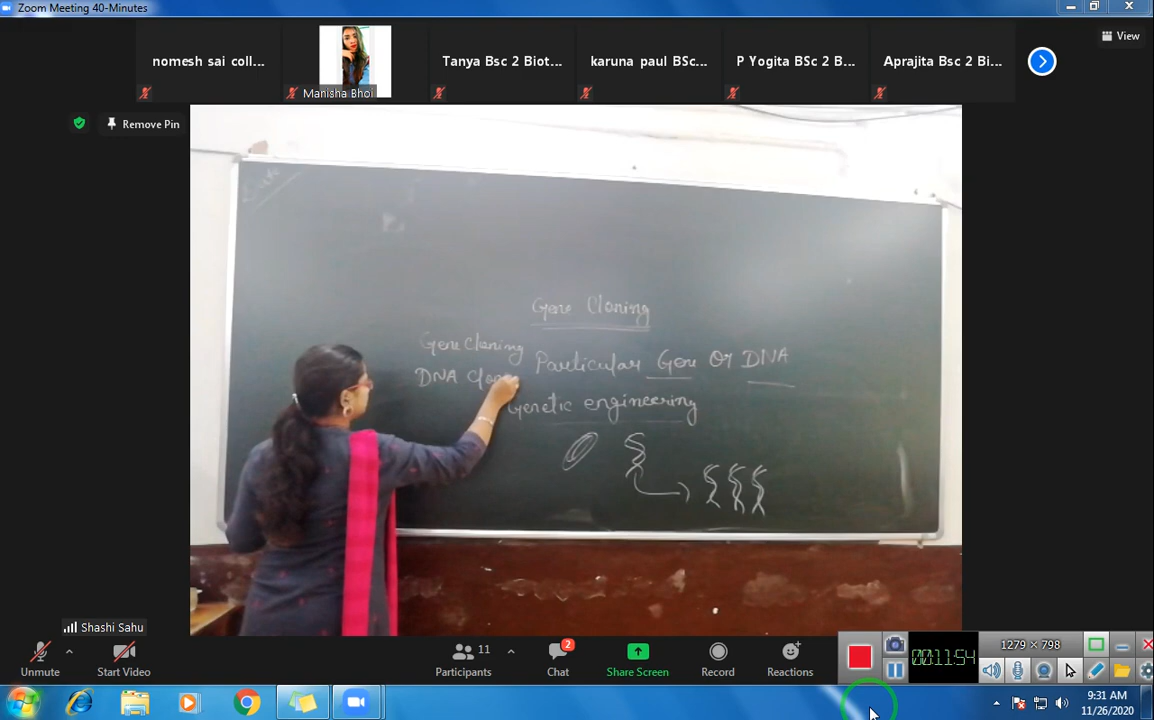 Zoom Meeting 40-Minutes
View
nomesh sai coll...
Manisha Bhoi
Tanya Bsc 2 Biot...
karuna paul BSc...
P Yogita BSc 2 B...
Aprajita Bsc 2 Bi...
Remove Pin
Gene Cloning
Gene Cloning
Particular Gene Or DNA
DNA
Genetic engineering
Shashi Sahu
Unmute
Start Video
11
Participants
2
Chat
Share Screen
Record
Reactions
00:11:54
1279 × 798
9:31 AM
11/26/2020